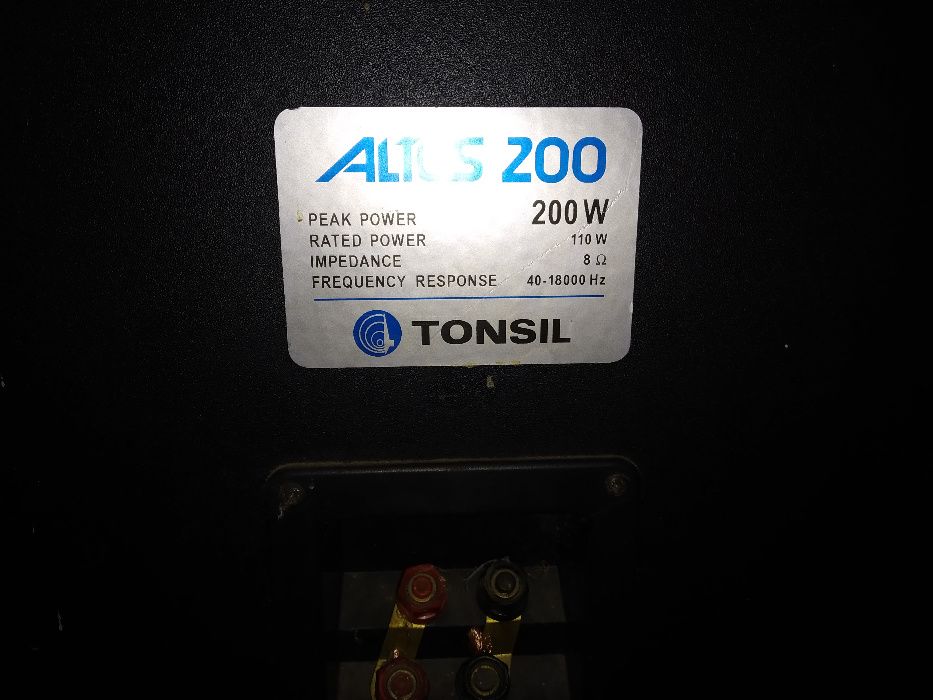 ALTUS 200
PEAK POWER 200 W
RATED POWER 110 W
IMPEDANCE 8 Ω
FREQUENCY RESPONSE 40-18000 Hz
TONSIL